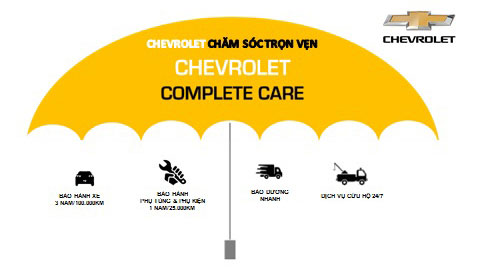 CHEVROLET CHĂM SÓC TRỌN VẸN
CHEVROLET
COMPLETE CARE
CHEVROLET
BẢO HÀNH XE
3 NĂM/100.000KM
BẢO HÀNH
PHỤ TÙNG & PHỤ KIỆN
1 NĂM/25.000KM
BẢO DƯỠNG
NHANH
DỊCH VỤ CỨU HỘ 24/7